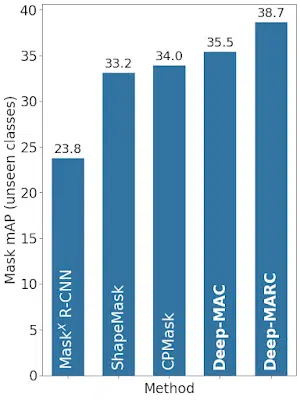 40
35
30
25
20
15
10
5
0
Mask mAP (unseen classes)
23.8
33.2
34.0
35.5
38.7
Mask^X R-CNN
ShapeMask
CPMask
Deep-MAC
Deep-MARC
Method